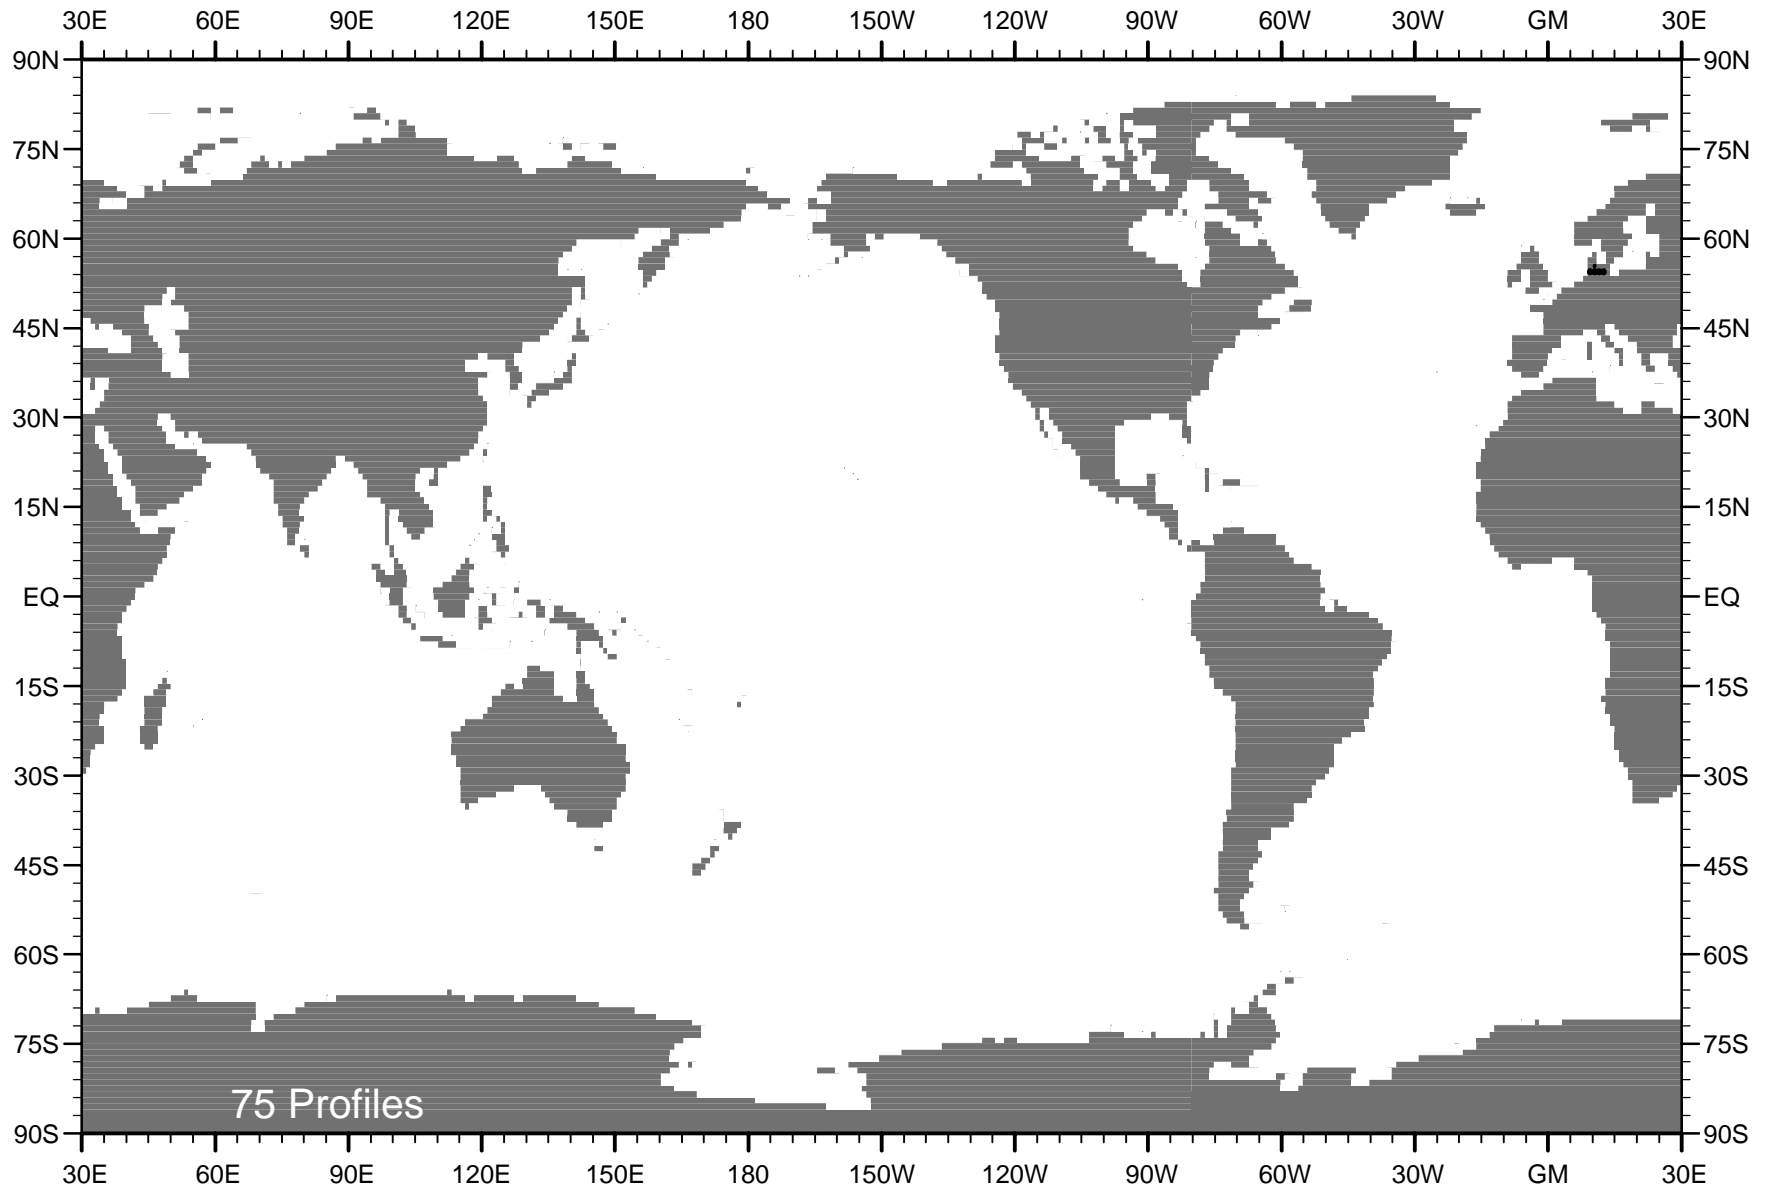 30E 60E 90E 120E 150E 180 150W 120W 90W 60W 30W GM 30E
90N 90N
75N 75N
60N 60N
45N 45N
30N 30N
15N 15N
EQ EQ
15S 15S
30S 30S
45S 45S
60S 60S
75S 75S
75 Profiles
90S 90S
30E 60E 90E 120E 150E 180 150W 120W 90W 60W 30W GM 30E